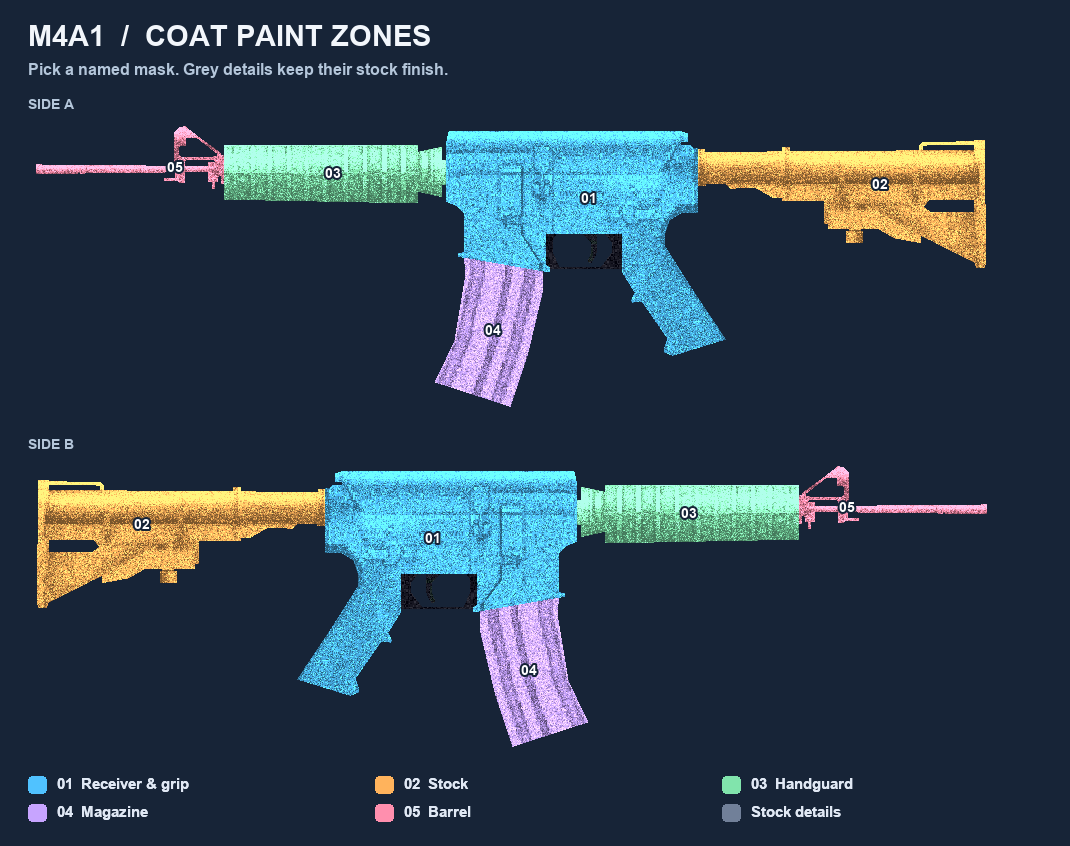 M4A1 / COAT PAINT ZONES
Pick a named mask. Grey details keep their stock finish.
SIDE A
05
03
01
02
04
SIDE B
02
01
03
05
04
01 Receiver & grip
02 Stock
03 Handguard
04 Magazine
05 Barrel
Stock details